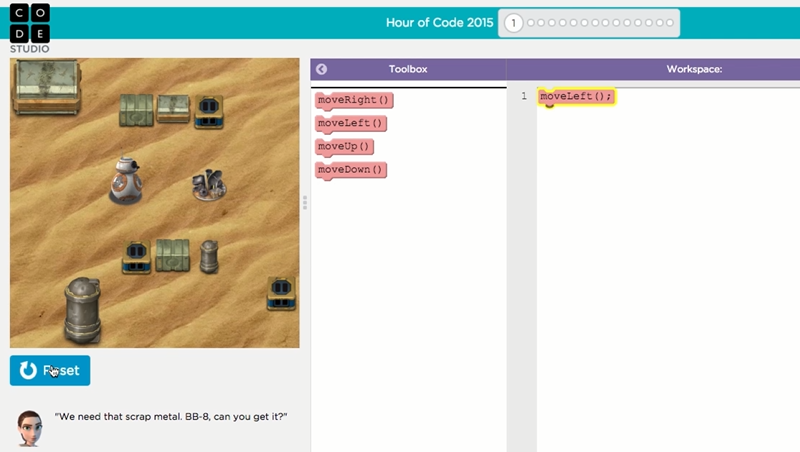 C O
D E
STUDIO
Hour of Code 2015
1
Toolbox
Workspace:
moveRight()
moveLeft()
moveUp()
moveDown()
1 moveLeft();
Reset
"We need that scrap metal. BB-8, can you get it?"